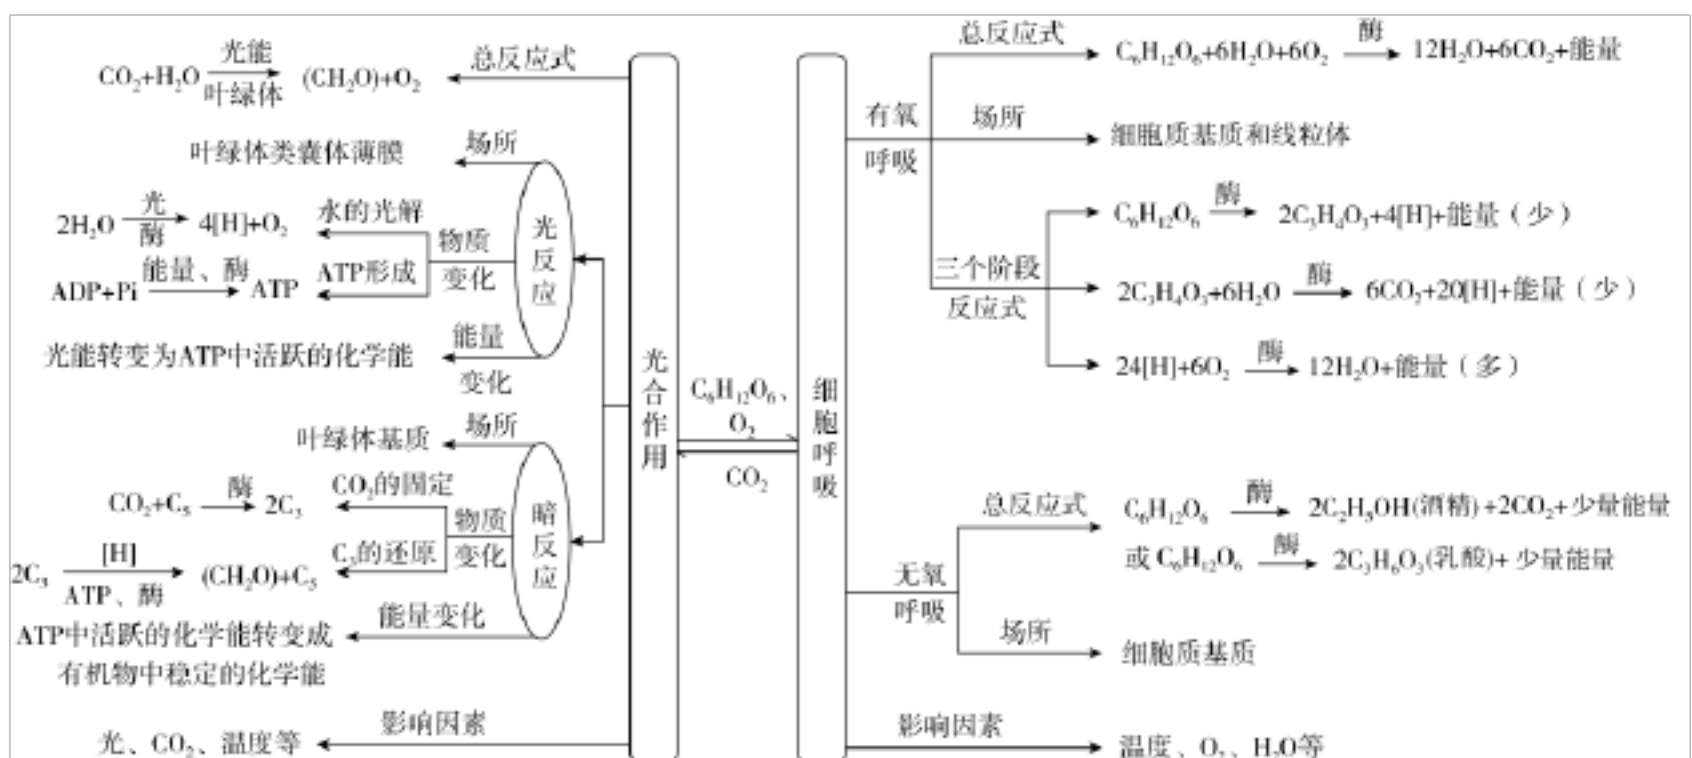 CO₂+H₂O 光能 叶绿体 (CH₂O)+O₂
总反应式
叶绿体类囊体薄膜
场所
2H₂O 光 酶 4[H]+O₂
水的光解
ADP+Pi 能量、酶 ATP
ATP形成
物质
变化
光反应
光能转变为ATP中活跃的化学能
能量
变化
叶绿体基质
场所
CO₂+C₅ 酶 2C₃
CO₂的固定
2C₃ [H] ATP、酶 (CH₂O)+C₅
C₃的还原
物质
变化
暗反应
能量变化
ATP中活跃的化学能转变成
有机物中稳定的化学能
光、CO₂、温度等
影响因素
光合作用
C₆H₁₂O₆、
O₂
CO₂
细胞呼吸
有氧
呼吸
总反应式
C₆H₁₂O₆+6H₂O+6O₂ 酶 12H₂O+6CO₂+能量
场所
细胞质基质和线粒体
三个阶段
反应式
C₆H₁₂O₆ 酶 2C₃H₄O₃+4[H]+能量（少）
2C₃H₄O₃+6H₂O 酶 6CO₂+20[H]+能量（少）
24[H]+6O₂ 酶 12H₂O+能量（多）
无氧
呼吸
总反应式
C₆H₁₂O₆ 酶 2C₂H₅OH(酒精)+2CO₂+少量能量
或 C₆H₁₂O₆ 酶 2C₃H₆O₃(乳酸)+ 少量能量
场所
细胞质基质
影响因素
温度、O₂、H₂O等